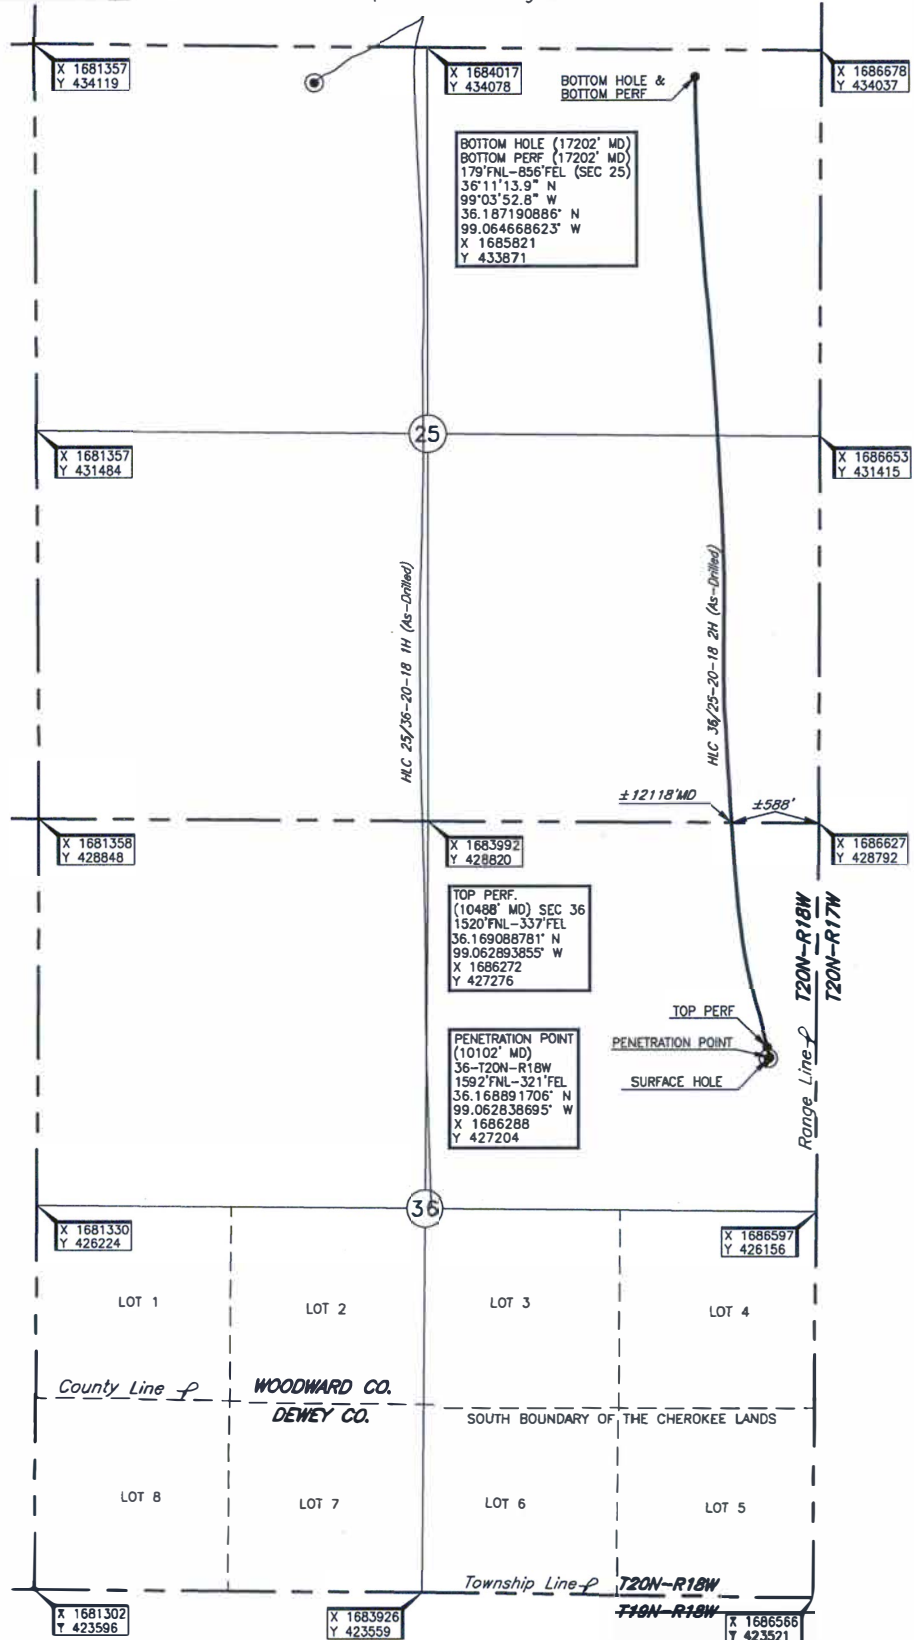 X 1681357
Y 434119
X 1684017
Y 434078
BOTTOM HOLE &
BOTTOM PERF
X 1686678
Y 434037
BOTTOM HOLE (17202' MD)
BOTTOM PERF (17202' MD)
179'FNL-856'FEL (SEC 25)
36°11'13.9" N
99°03'52.8" W
36.187190886° N
99.064668623° W
X 1685821
Y 433871
25
X 1681357
Y 431484
X 1686653
Y 431415
HLC 25/36-20-18 1H (As-Drilled)
HLC 36/25-20-18 2H (As-Drilled)
±12118'MD
±588'
X 1681358
Y 428848
X 1683992
Y 428820
X 1686627
Y 428792
TOP PERF.
(10488' MD) SEC 36
1520'FNL-337'FEL
36.169088781° N
99.062893855° W
X 1686272
Y 427276
T20N-R18W
T20N-R17W
Range Line
TOP PERF
PENETRATION POINT
SURFACE HOLE
PENETRATION POINT
(10102' MD)
36-T20N-R18W
1592'FNL-321'FEL
36.168891706° N
99.062838695° W
X 1686288
Y 427204
36
X 1681330
Y 426224
X 1686597
Y 426156
LOT 1
LOT 2
LOT 3
LOT 4
County Line
WOODWARD CO.
DEWEY CO.
SOUTH BOUNDARY OF THE CHEROKEE LANDS
LOT 8
LOT 7
LOT 6
LOT 5
Township Line
T20N-R18W
T19N-R18W
X 1681302
Y 423596
X 1683926
Y 423559
X 1686566
Y 423521